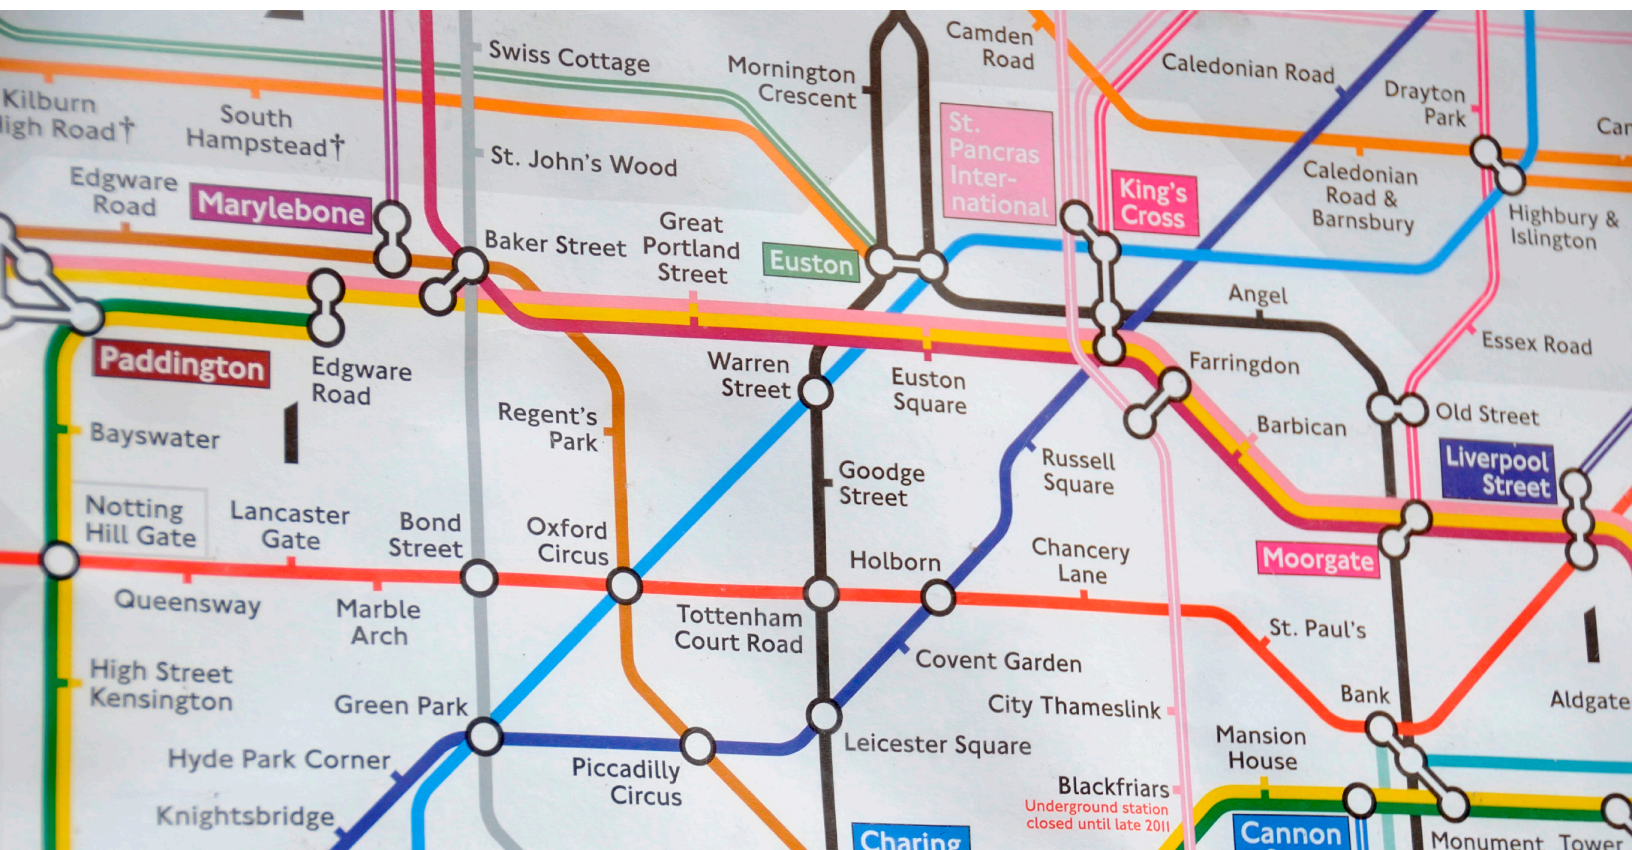 Swiss Cottage
Mornington
Crescent
Camden
Road
Caledonian Road
Drayton
Park
Kilburn
High Road†
South
Hampstead†
St. John's Wood
St.
Pancras
Inter-
national
King's
Cross
Caledonian
Road &
Barnsbury
Highbury &
Islington
Edgware
Road
Marylebone
Baker Street
Great
Portland
Street
Euston
Angel
Essex Road
Paddington
Edgware
Road
Warren
Street
Euston
Square
Farringdon
Old Street
Regent's
Park
Barbican
Bayswater
Liverpool
Street
Goodge
Street
Russell
Square
Notting
Hill Gate
Lancaster
Gate
Bond
Street
Oxford
Circus
Holborn
Chancery
Lane
Moorgate
Queensway
Marble
Arch
Tottenham
Court Road
St. Paul's
Covent Garden
High Street
Kensington
Green Park
City Thameslink
Bank
Aldgate
Hyde Park Corner
Piccadilly
Circus
Leicester Square
Mansion
House
Knightsbridge
Blackfriars
Underground station
closed until late 2011
Charing
Cannon
Monument
Tower